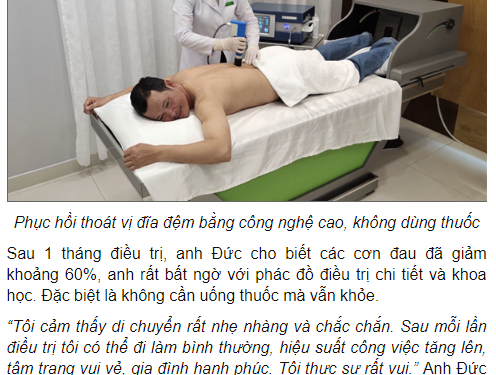 Phục hồi thoát vị đĩa đệm bằng công nghệ cao, không dùng thuốc
Sau 1 tháng điều trị, anh Đức cho biết các cơn đau đã giảm
khoảng 60%, anh rất bất ngờ với phác đồ điều trị chi tiết và khoa
học. Đặc biệt là không cần uống thuốc mà vẫn khỏe.
“Tôi cảm thấy di chuyển rất nhẹ nhàng và chắc chắn. Sau mỗi lần
điều trị tôi có thể đi làm bình thường, hiệu suất công việc tăng lên,
tâm trạng vui vẻ, gia đình hạnh phúc. Tôi thực sự rất vui.” Anh Đức